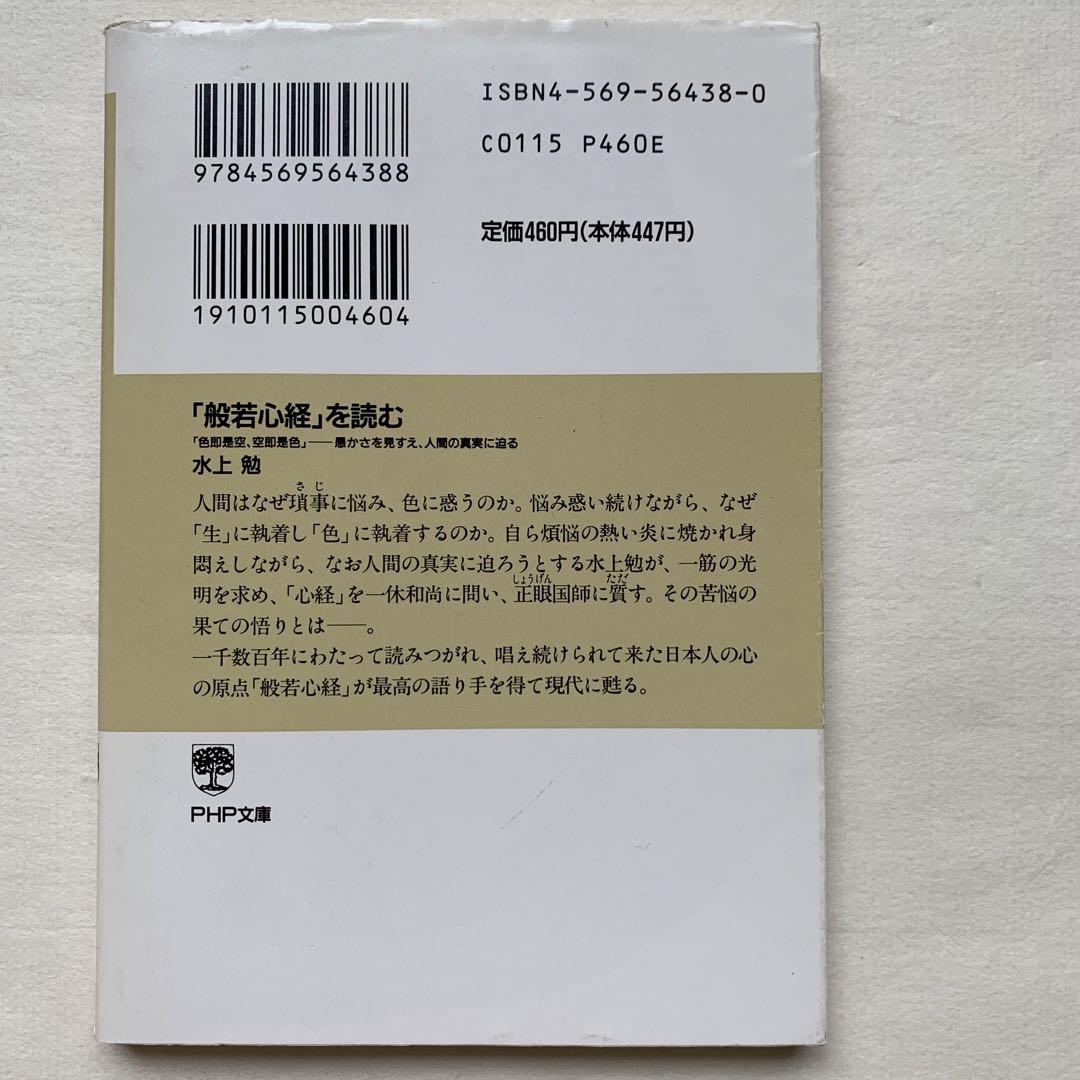 9784569564388
ISBN4-569-56438-0
C0115 P460E
1910115004604
定価460円(本体447円)
「般若心経」を読む
「色即是空、空即是色」――愚かさを見すえ、人間の真実に迫る
水上 勉
さじ
人間はなぜ瑣事に悩み、色に惑うのか。悩み惑い続けながら、なぜ
「生」に執着し「色」に執着するのか。自ら煩悩の熱い炎に焼かれ身
悶えしながら、なお人間の真実に迫ろうとする水上勉が、一筋の光
しょうげん ただ
明を求め、「心経」を一休和尚に問い、正眼国師に質す。その苦悩の
果ての悟りとは――。
一千数百年にわたって読みつがれ、唱え続けられて来た日本人の心
の原点「般若心経」が最高の語り手を得て現代に甦る。
PHP文庫